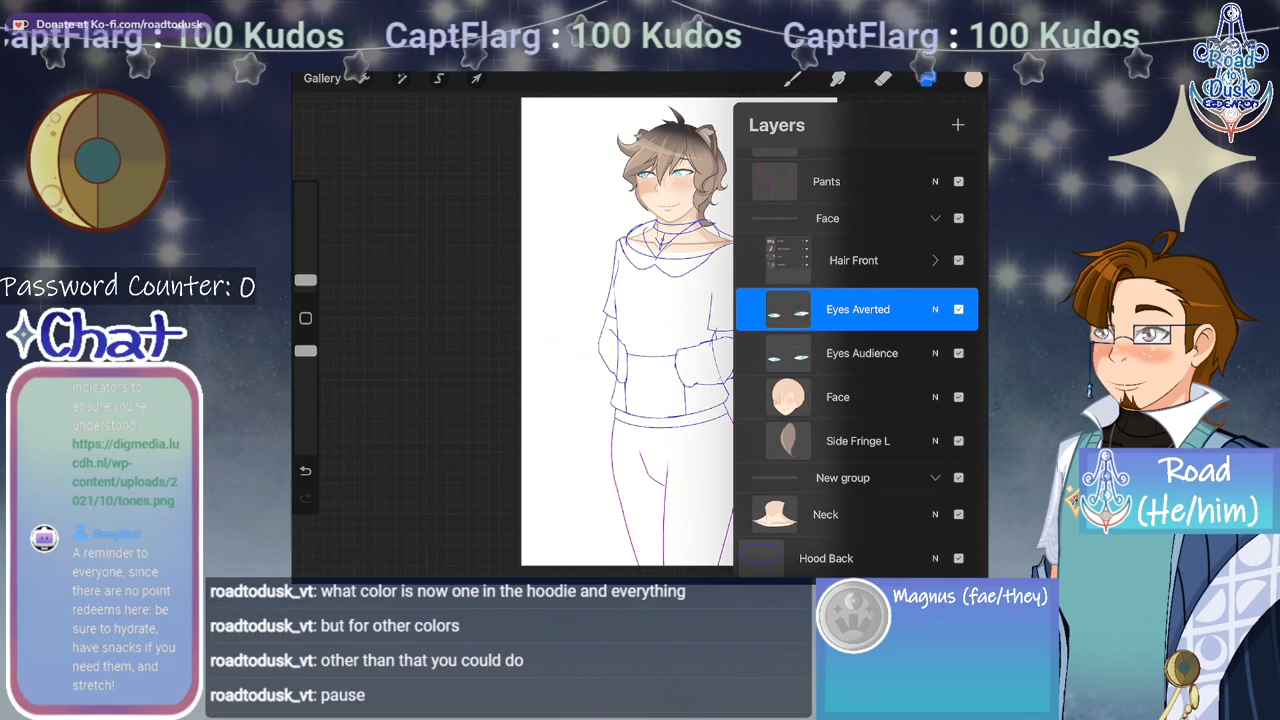 Donate at Ko-fi.com/roadtodusk
CaptFlarg : 100 Kudos CaptFlarg : 100 Kudos CaptFlarg : 100 Kudos
Road
to
Dusk
Gallery
Layers
Pants N
Face
Hair Front
Eyes Averted N
Eyes Audience N
Face N
Side Fringe L N
New group
Neck N
Hood Back N
Password Counter: 0
Chat
indicators to
ensure you're
understood:
https://digmedia.lu
cdh.nl/wp-
content/uploads/2
021/10/tones.png
A reminder to
everyone, since
there are no point
redeems here: be
sure to hydrate,
have snacks if you
need them, and
stretch!
roadtodusk_vt: what color is now one in the hoodie and everything
roadtodusk_vt: but for other colors
roadtodusk_vt: other than that you could do
roadtodusk_vt: pause
Magnus (fae/they)
Road
(He/him)